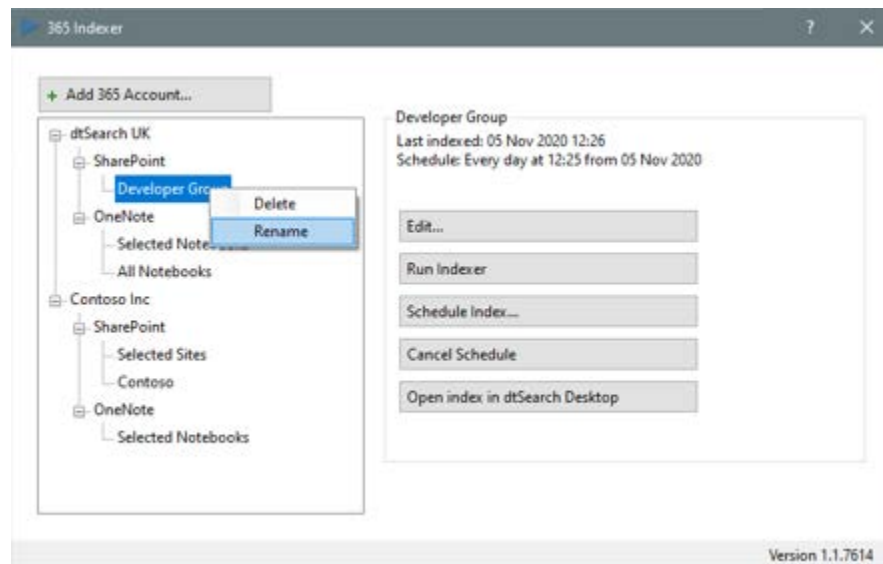 365 Indexer
?
+ Add 365 Account...
dtSearch UK
SharePoint
Developer Grou
Delete
Rename
OneNote
Selected Note
All Notebooks
Contoso Inc
SharePoint
Selected Sites
Contoso
OneNote
Selected Notebooks
Developer Group
Last indexed: 05 Nov 2020 12:26
Schedule: Every day at 12:25 from 05 Nov 2020
Edit...
Run Indexer
Schedule Index...
Cancel Schedule
Open index in dtSearch Desktop
Version 1.1.7614